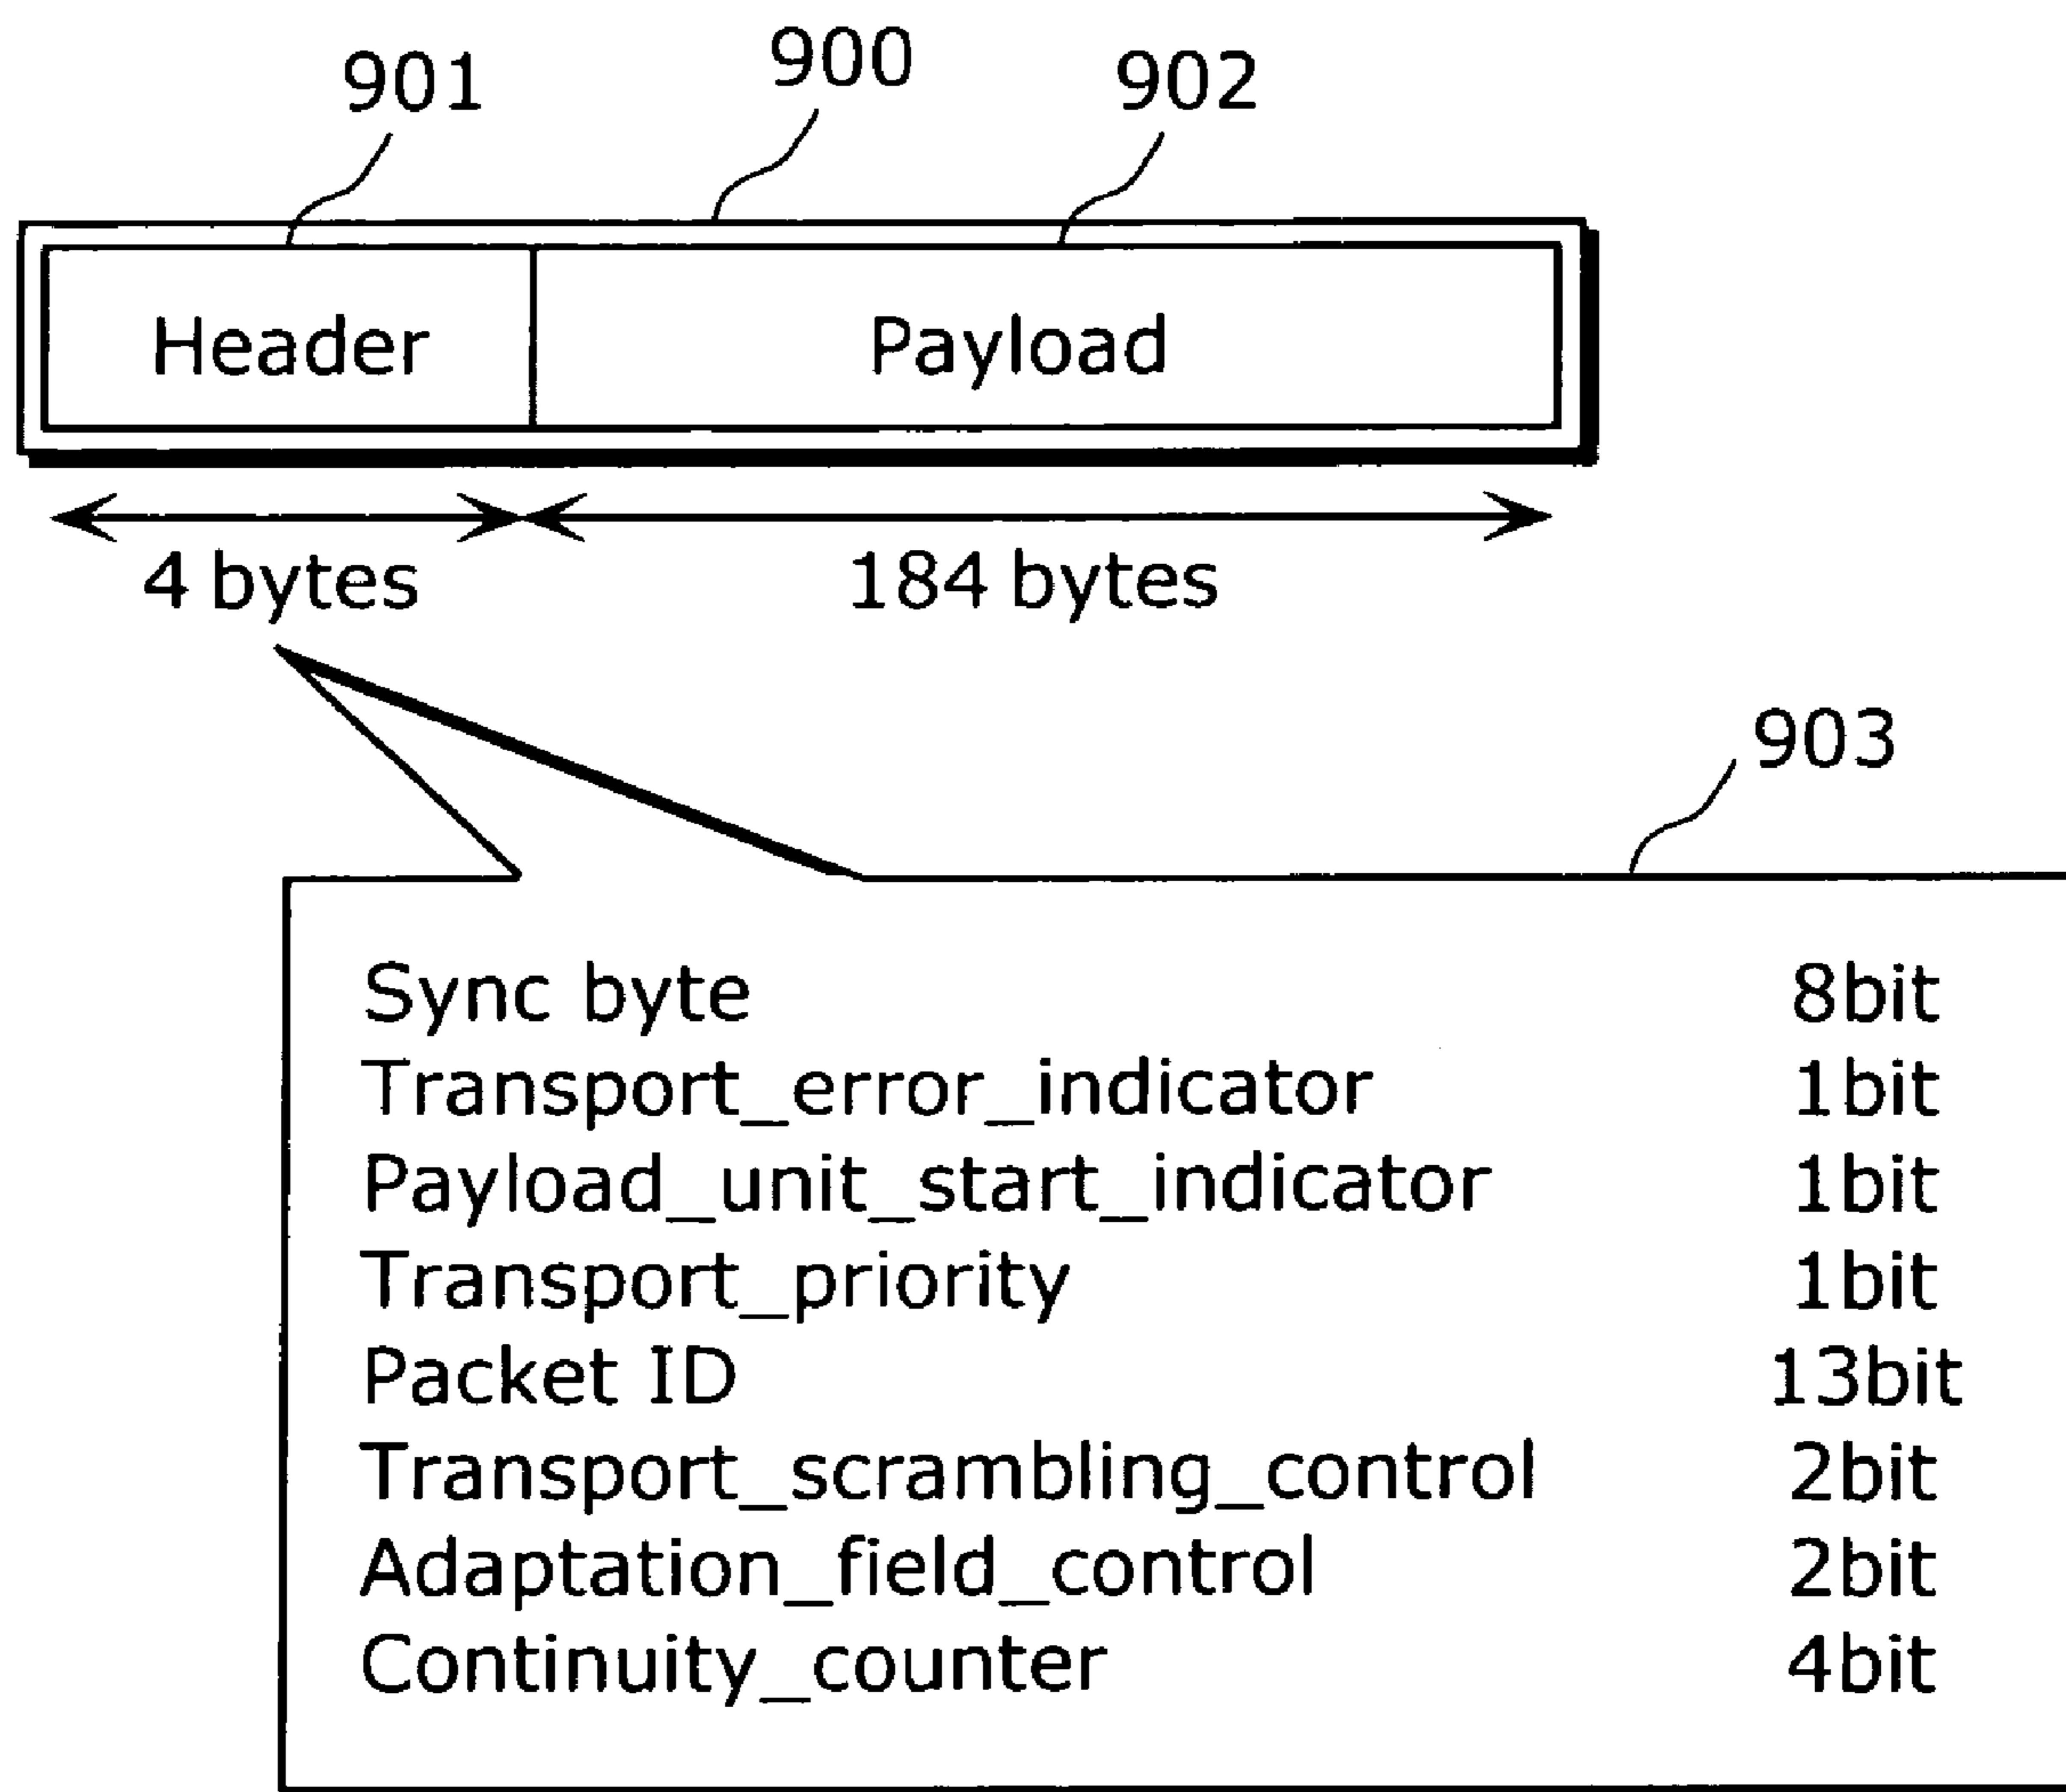 901 900 902
Header Payload
4 bytes 184 bytes
903
Sync byte 8bit
Transport_error_indicator 1bit
Payload_unit_start_indicator 1bit
Transport_priority 1bit
Packet ID 13bit
Transport_scrambling_control 2bit
Adaptation_field_control 2bit
Continuity_counter 4bit